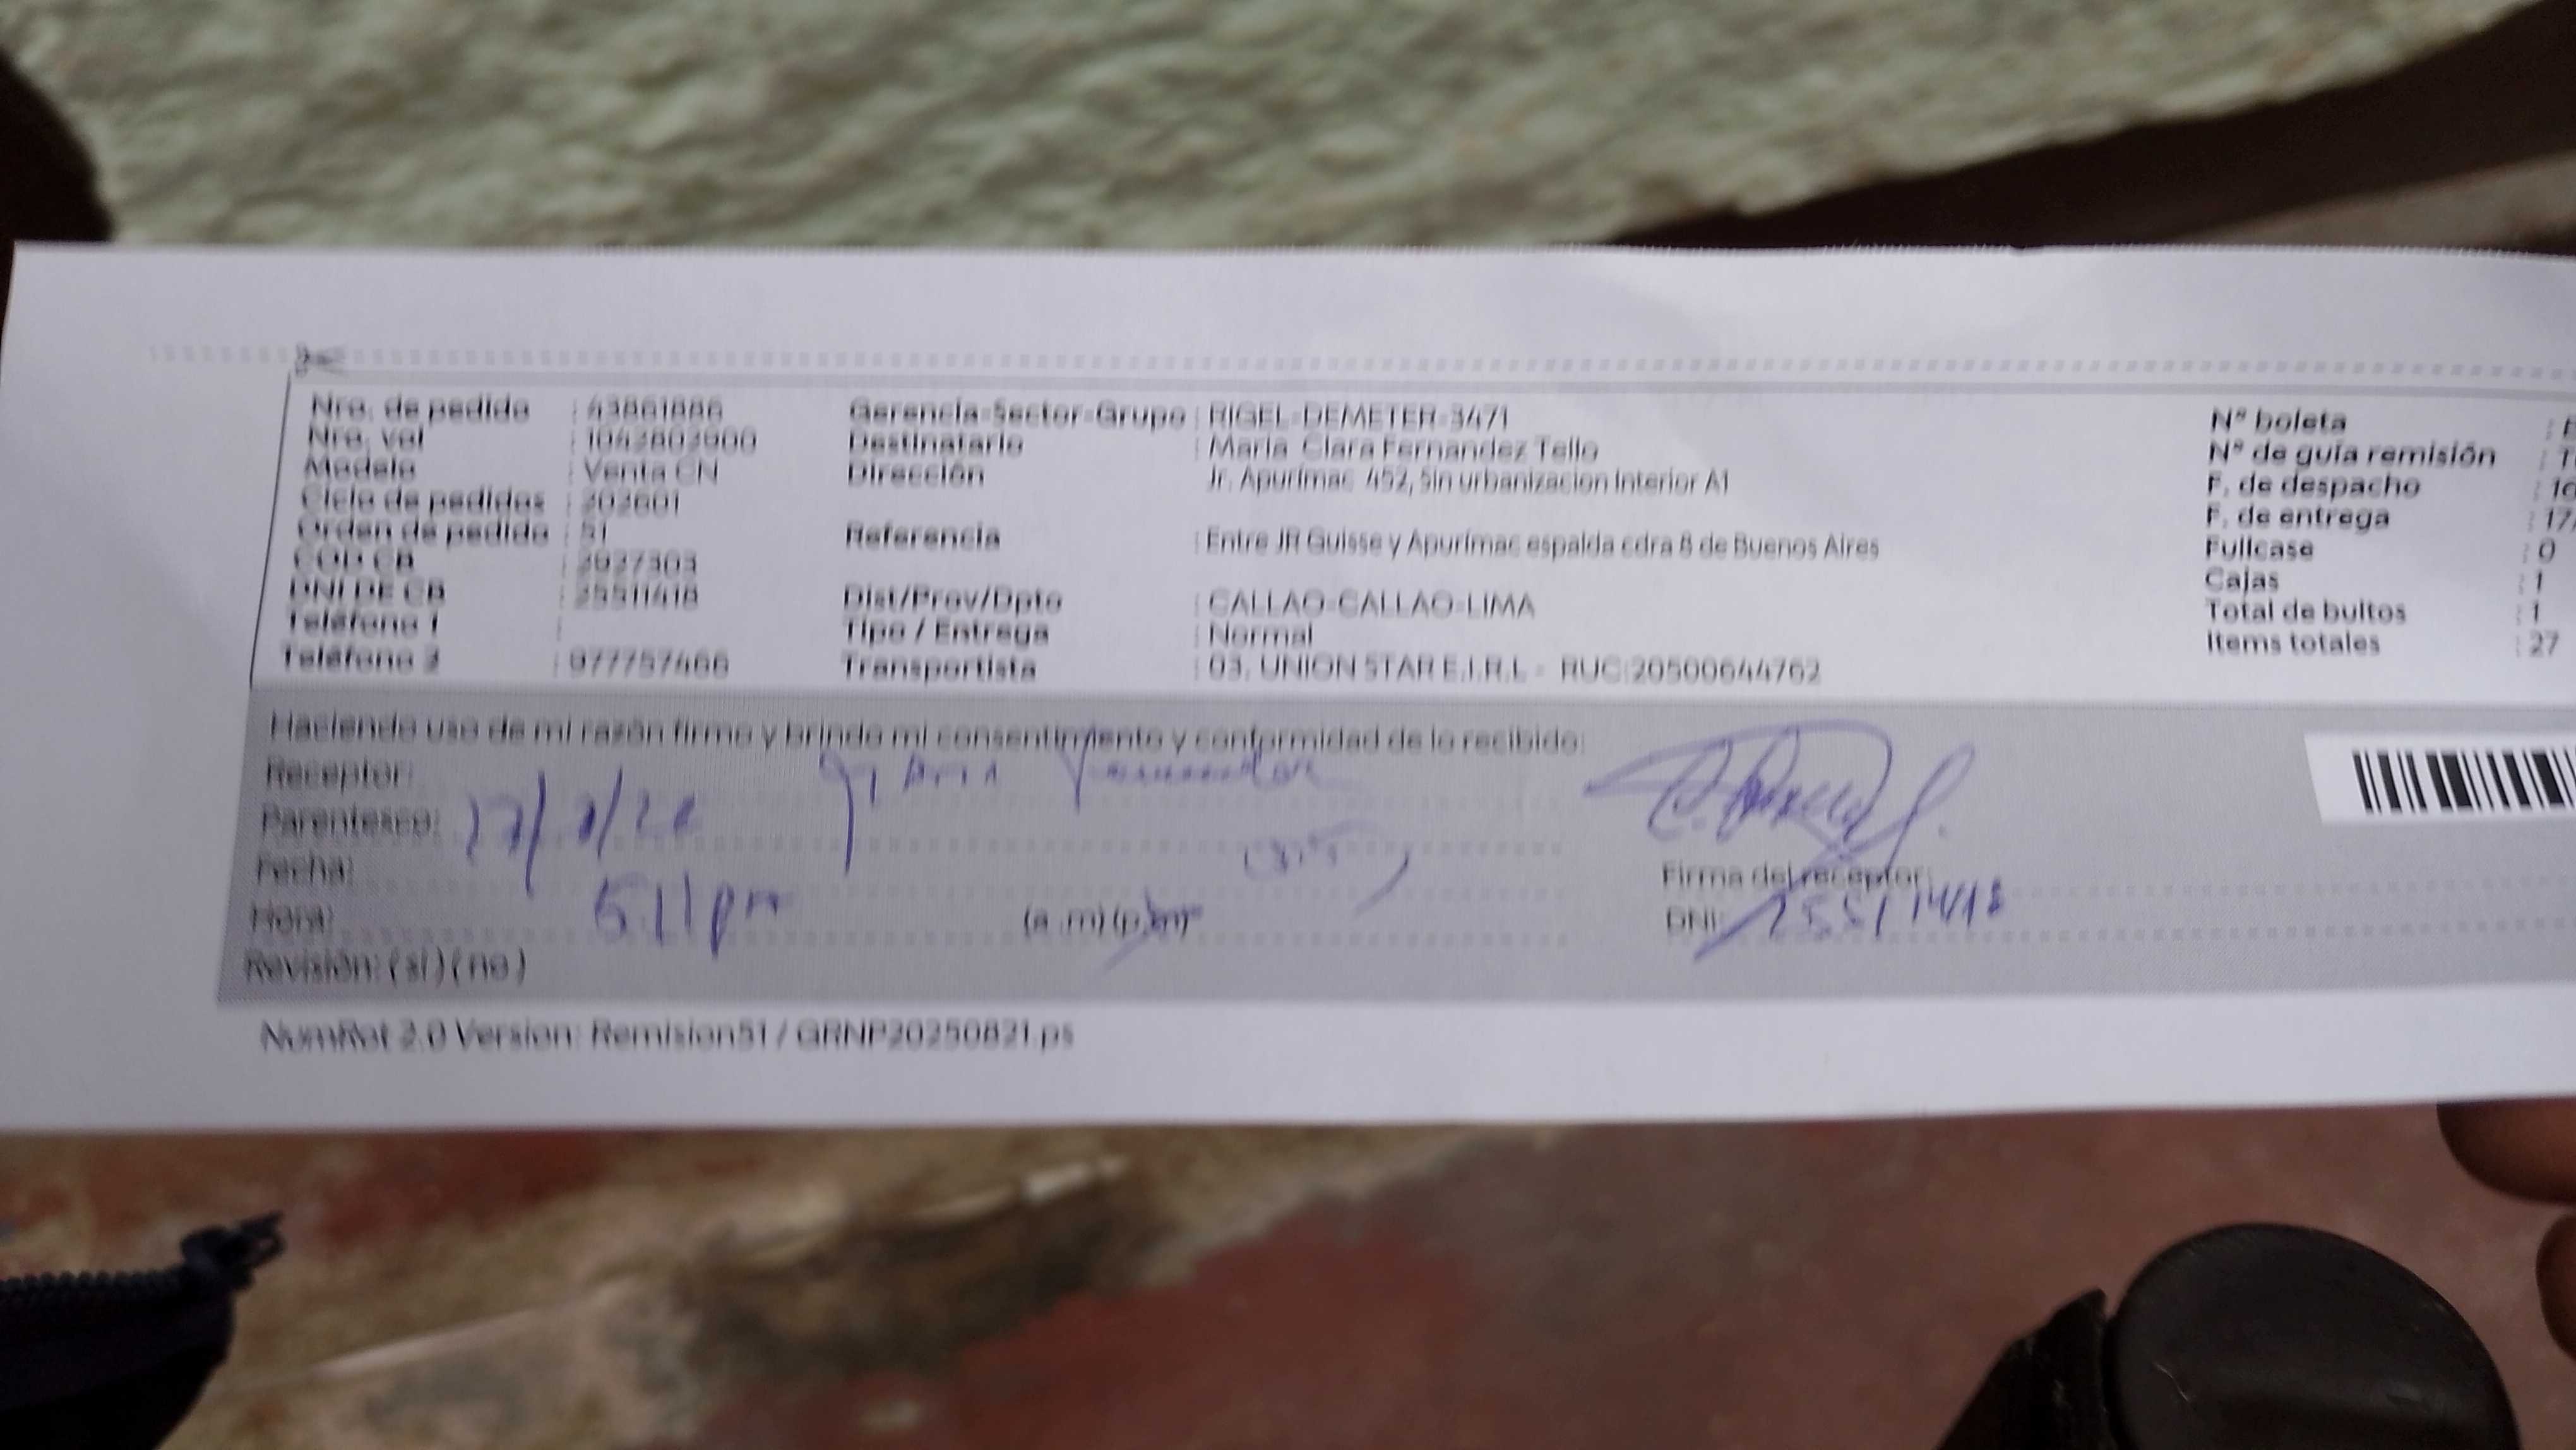 Nro. de pedido : 43861886
Nro. vol : 1043803900
Modelo : Venta CN
Ciclo de pedidos : 202601
Orden de pedido : 51
COD CB : 3937303
DNI DE CB : 25511418
Teléfono 1 :
Teléfono 2 : 977757466
Gerencia-Sector-Grupo : RIGEL-DEMETER-3471
Destinatario : Maria Clara Fernandez Tello
Dirección Jr. Apurímac 452, Sin urbanizacion Interior A1
Referencia : Entre JR Guisse y Apurímac espalda cdra 8 de Buenos Aires
Dist/Prov/Dpto : CALLAO-CALLAO-LIMA
Tipo / Entrega : Normal
Transportista : 03. UNION STAR E.I.R.L - RUC:20500644762
N° boleta :
N° de guía remisión :
F. de despacho : 16
F. de entrega : 17
Fullcase : 0
Cajas : 1
Total de bultos : 1
Items totales : 27
Haciendo uso de mi razón firmo y brindo mi consentimiento y conformidad de lo recibido:
Receptor:
Parentesco:
Fecha:
Hora: 5:11 pm (a.m) (p.m)
Revisión: (si) (no)
Firma del receptor:
DNI: 25511418
NumRot 2.0 Version: Remision51 / GRNP20250821.ps